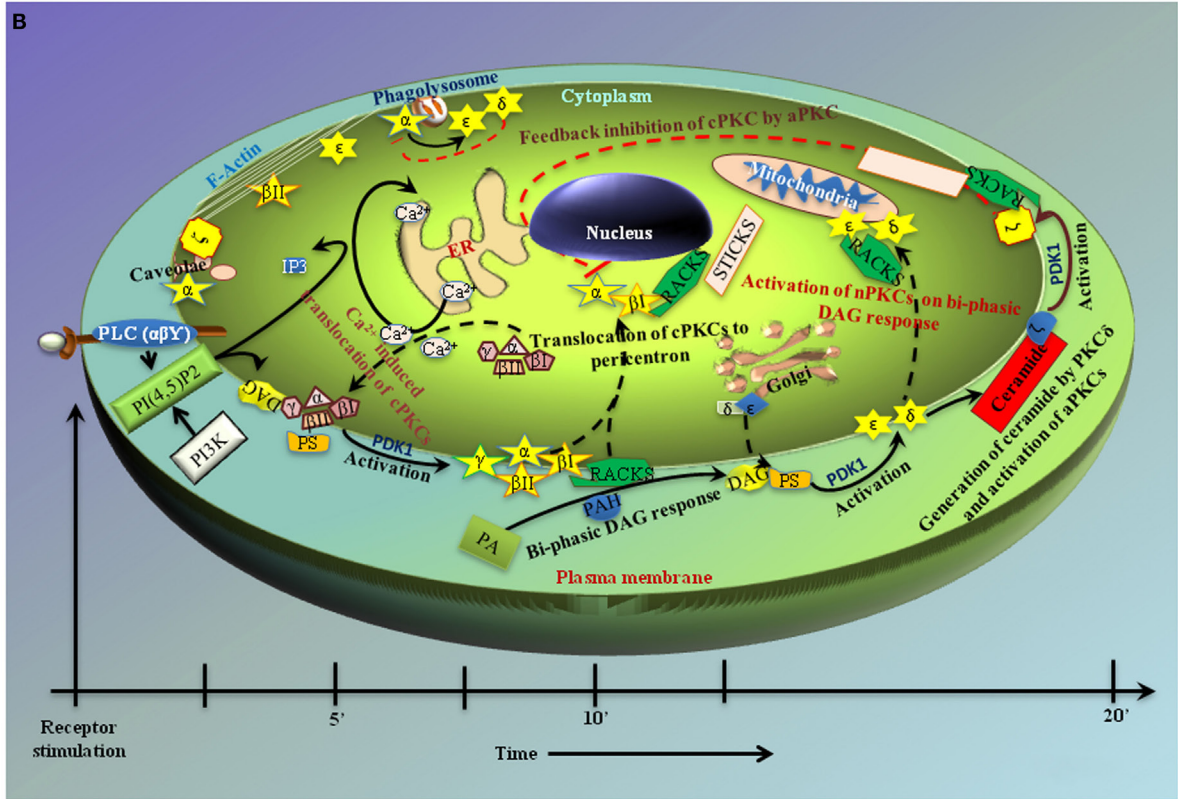 B
Phagolysosome
Cytoplasm
α
ε
δ
Feedback inhibition of cPKC by aPKC
F-Actin
ε
βII
Mitochondria
RACKS
ζ
Ca²⁺
ER
Nucleus
STICKS
ε
δ
RACKS
PDK1
Activation
Caveolae
α
IP3
RACKS
α
βI
Activation of nPKCs on bi-phasic
DAG response
Ca²⁺
Ca²⁺
Ca²⁺
Ca²⁺ induced
translocation of cPKCs
Translocation of cPKCs to
pericentron
γ
α
βII
βI
PLC (αβϒ)
PI(4,5)P2
PI3K
DAG
γ
α
βII
βI
PS
PDK1
Activation
Golgi
δ
ε
ζ
Ceramide
Generation of ceramide by PKCδ
and activation of aPKCs
γ
α
βI
βII
RACKS
PAH
PA
Bi-phasic DAG response
DAG
PS
PDK1
Activation
ε
δ
Plasma membrane
Receptor
stimulation
5’
10’
20’
Time